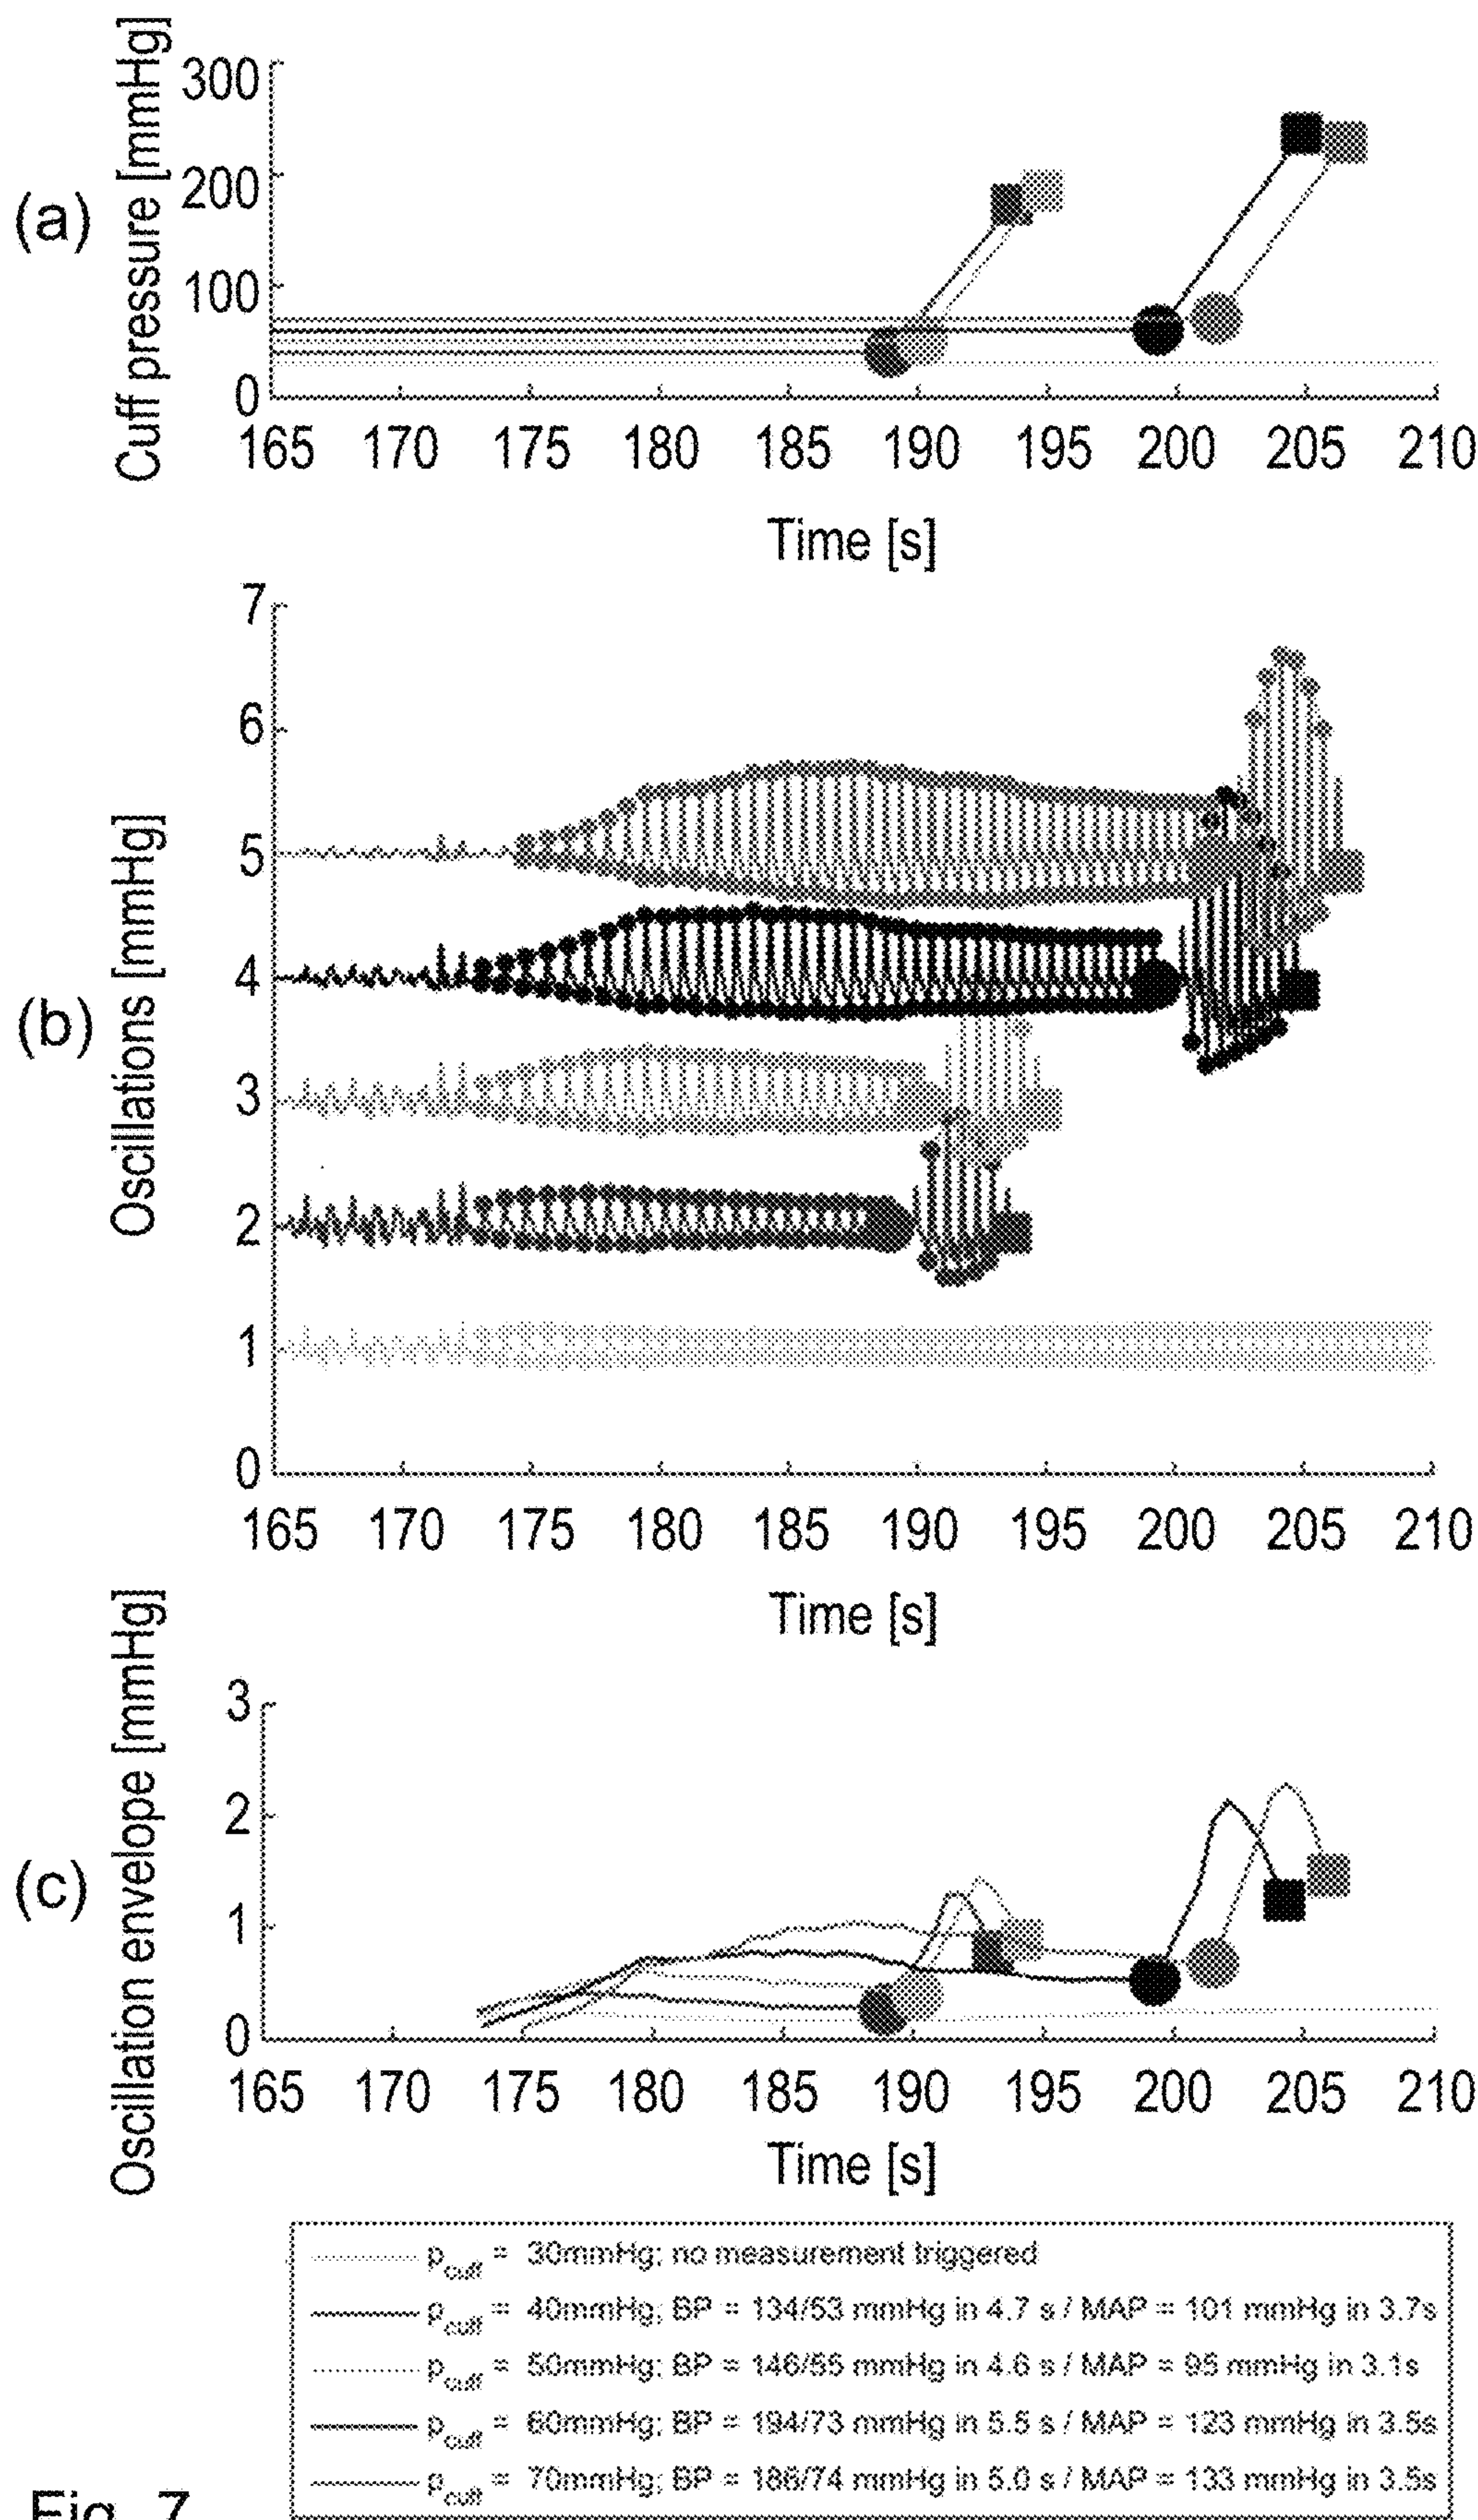 (a)
Cuff pressure [mmHg]
300
200
100
0
165 170 175 180 185 190 195 200 205 210
Time [s]
(b)
Oscillations [mmHg]
7
6
5
4
3
2
1
0
165 170 175 180 185 190 195 200 205 210
Time [s]
(c)
Oscillation envelope [mmHg]
3
2
1
0
165 170 175 180 185 190 195 200 205 210
Time [s]
p_cuff = 30mmHg; no measurement triggered
p_cuff = 40mmHg; BP = 134/53 mmHg in 4.7 s / MAP = 101 mmHg in 3.7s
p_cuff = 50mmHg; BP = 146/55 mmHg in 4.6 s / MAP = 95 mmHg in 3.1s
p_cuff = 60mmHg; BP = 194/73 mmHg in 5.5 s / MAP = 123 mmHg in 3.5s
p_cuff = 70mmHg; BP = 186/74 mmHg in 5.0 s / MAP = 133 mmHg in 3.5s
Fig. 7